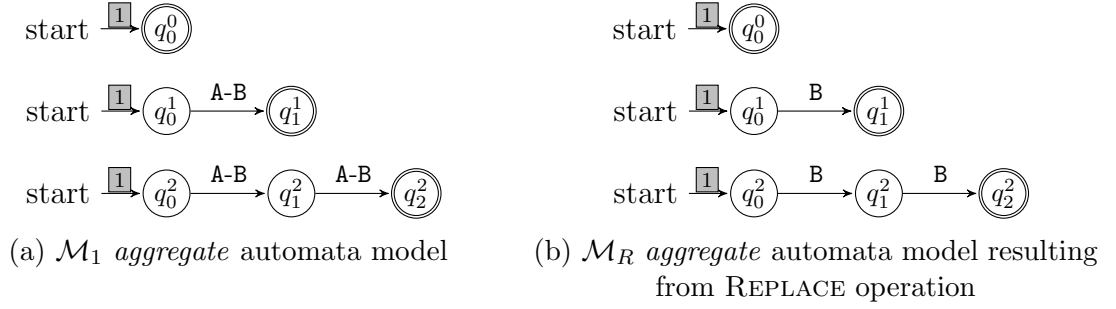 start 1 q_0^0 start 1 q_0^0
A-B B
start 1 q_0^1 q_1^1 start 1 q_0^1 q_1^1
A-B A-B B B
start 1 q_0^2 q_1^2 q_2^2 start 1 q_0^2 q_1^2 q_2^2
(a) ℳ₁ aggregate automata model
(b) ℳ_R aggregate automata model resulting
from REPLACE operation